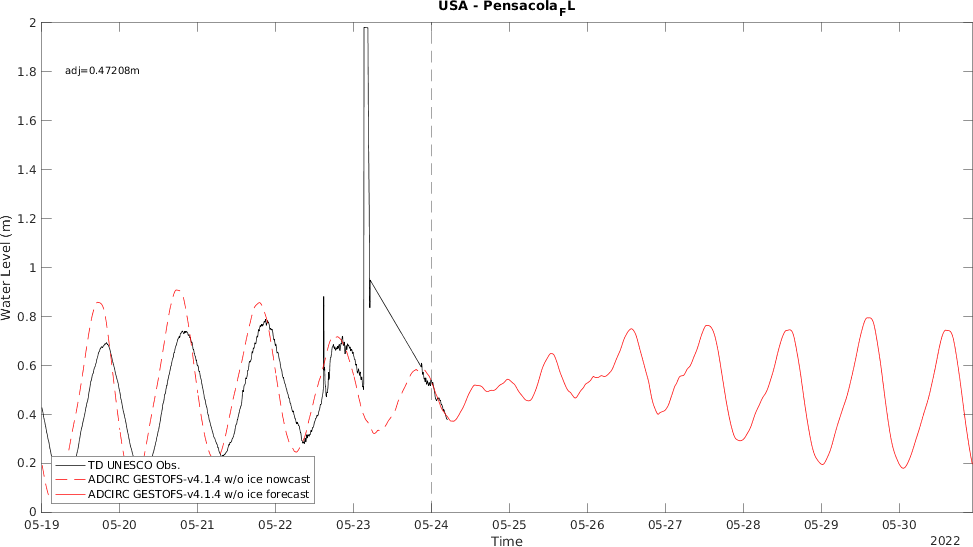 USA - Pensacola_FL
2
adj=0.47208m
1.8
1.6
1.4
1.2
1
0.8
0.6
0.4
0.2
0
Water Level (m)
TD UNESCO Obs.
ADCIRC GESTOFS-v4.1.4 w/o ice nowcast
ADCIRC GESTOFS-v4.1.4 w/o ice forecast
05-19 05-20 05-21 05-22 05-23 05-24 05-25 05-26 05-27 05-28 05-29 05-30
Time
2022